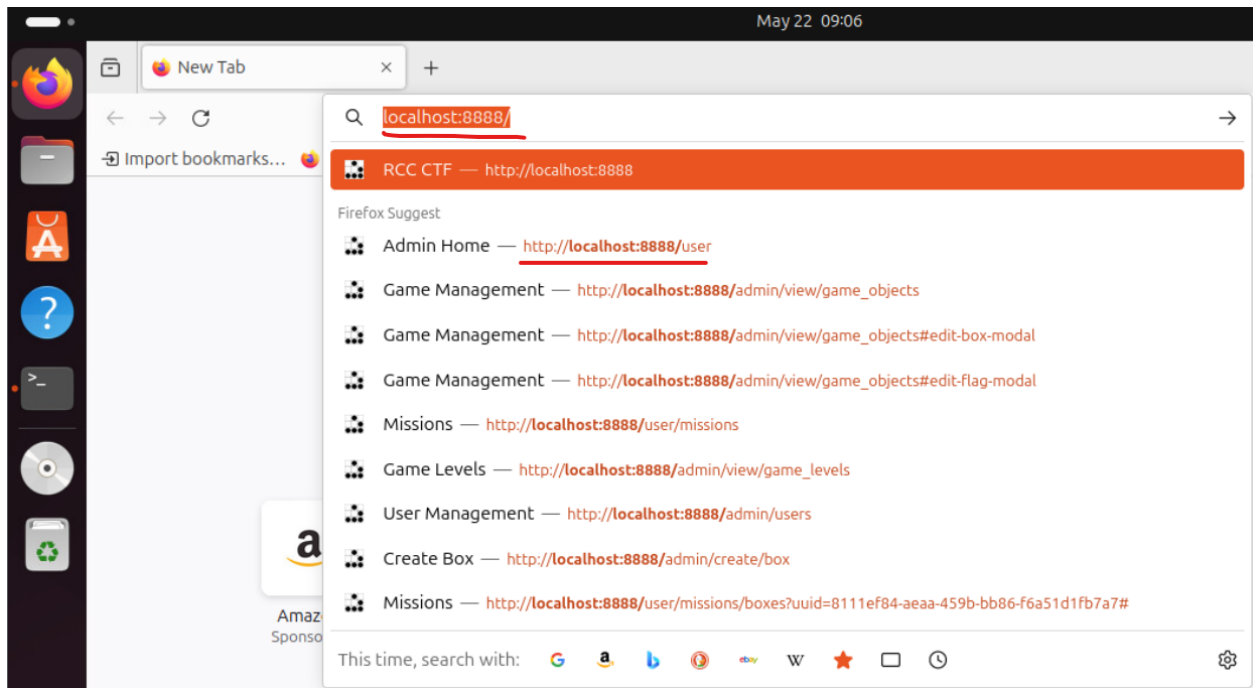 May 22 09:06
New Tab
localhost:8888/
Import bookmarks...
RCC CTF — http://localhost:8888
Firefox Suggest
Admin Home — http://localhost:8888/user
Game Management — http://localhost:8888/admin/view/game_objects
Game Management — http://localhost:8888/admin/view/game_objects#edit-box-modal
Game Management — http://localhost:8888/admin/view/game_objects#edit-flag-modal
Missions — http://localhost:8888/user/missions
Game Levels — http://localhost:8888/admin/view/game_levels
User Management — http://localhost:8888/admin/users
Create Box — http://localhost:8888/admin/create/box
Missions — http://localhost:8888/user/missions/boxes?uuid=8111ef84-aeaa-459b-bb86-f6a51d1fb7a7#
Amaz
Sponso
This time, search with: